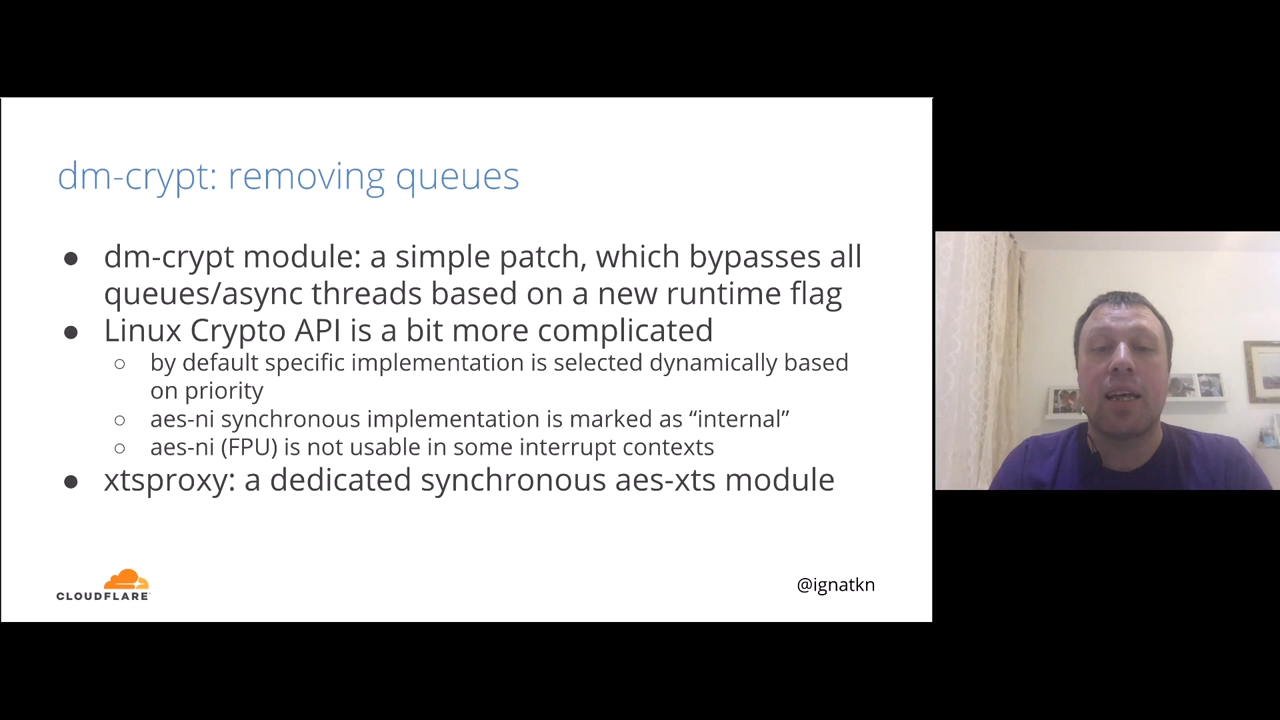 dm-crypt: removing queues
● dm-crypt module: a simple patch, which bypasses all
queues/async threads based on a new runtime flag
● Linux Crypto API is a bit more complicated
○ by default specific implementation is selected dynamically based
on priority
○ aes-ni synchronous implementation is marked as “internal”
○ aes-ni (FPU) is not usable in some interrupt contexts
● xtsproxy: a dedicated synchronous aes-xts module
CLOUDFLARE
@ignatkn